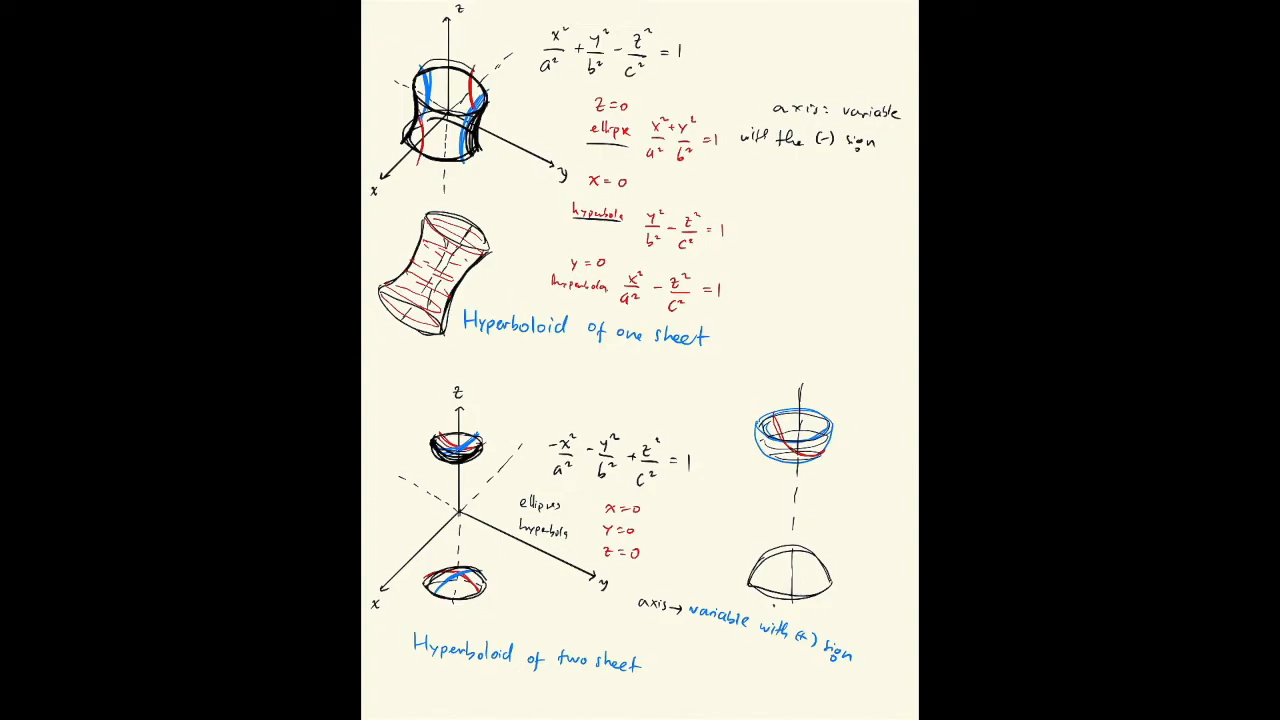 z
x²/a² + y²/b² - z²/c² = 1
z=0
axis: variable
ellipse x²/a² + y²/b² = 1
with the (-) sign
y
x
x=0
hyperbola y²/b² - z²/c² = 1
y=0
hyperbola x²/a² - z²/c² = 1
Hyperboloid of one sheet
z
-x²/a² - y²/b² + z²/c² = 1
ellipses x=0
hyperbola y=0
z=0
y
x
axis→ variable with (+) sign
Hyperboloid of two sheet